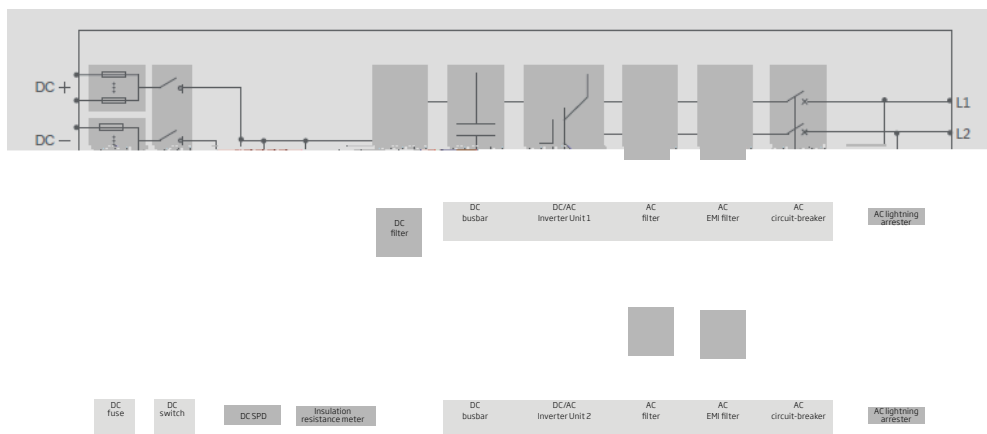 DC +
L1
DC −
L2
DC
busbar
DC/AC
Inverter Unit 1
AC
filter
AC
EMI filter
AC
circuit-breaker
AC lightning
arrester
DC
filter
DC
fuse
DC
switch
DC SPD
Insulation
resistance meter
DC
busbar
DC/AC
Inverter Unit 2
AC
filter
AC
EMI filter
AC
circuit-breaker
AC lightning
arrester